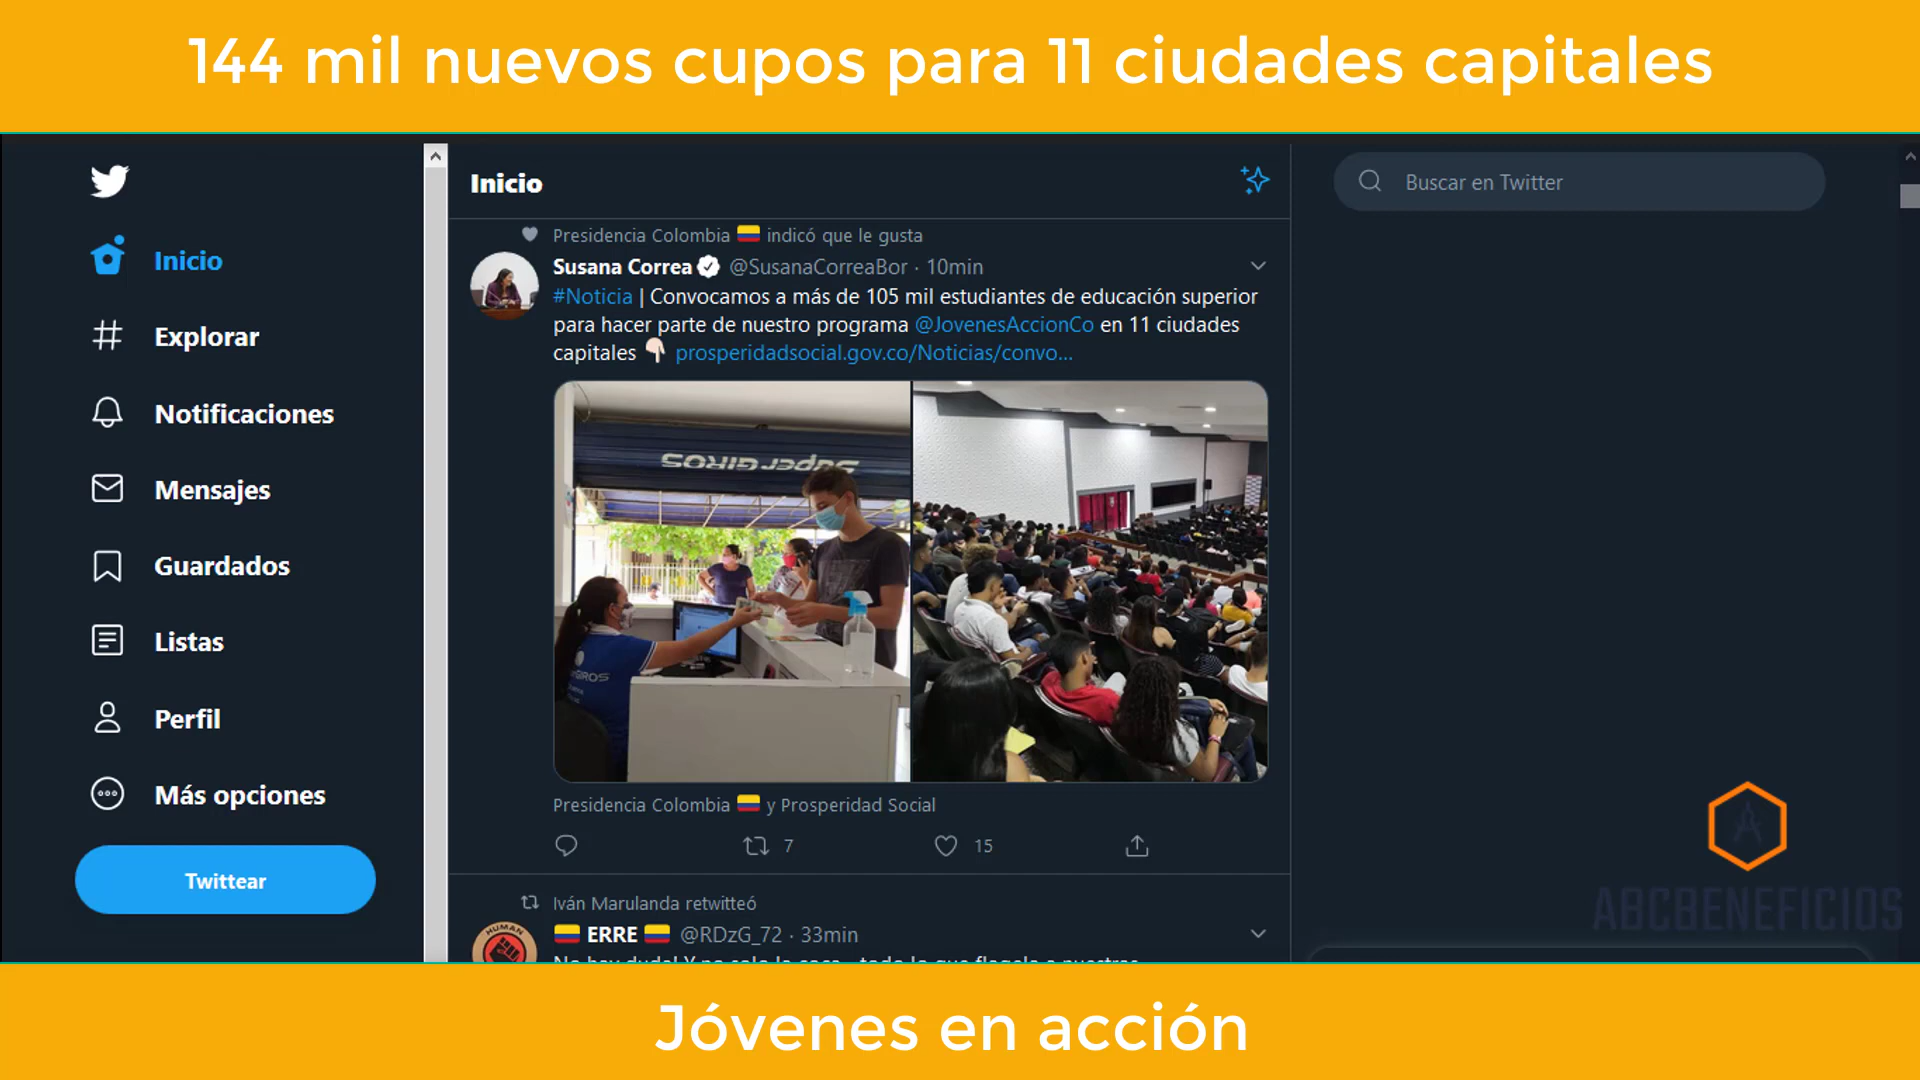 144 mil nuevos cupos para 11 ciudades capitales
Inicio
Explorar
Notificaciones
Mensajes
Guardados
Listas
Perfil
Más opciones
Twittear
Inicio
Presidencia Colombia 🇨🇴 indicó que le gusta
Susana Correa @SusanaCorreaBor · 10min
#Noticia | Convocamos a más de 105 mil estudiantes de educación superior
para hacer parte de nuestro programa @JovenesAccionCo en 11 ciudades
capitales 👇🏻 prosperidadsocial.gov.co/Noticias/convo...
SuperGIROS
GIROS
Presidencia Colombia 🇨🇴 y Prosperidad Social
7
15
Iván Marulanda retwitteó
🇨🇴 ERRE 🇨🇴 @RDzG_72 · 33min
HUMAN
Buscar en Twitter
ABCBENEFICIOS
Jóvenes en acción